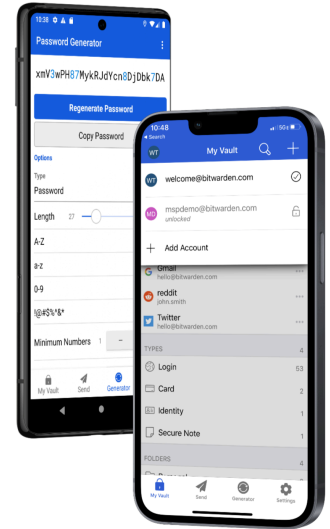 10:38
Password Generator
xmV3wPH87MykRJdYcn8DjDbk7DA
Regenerate Password
Copy Password
Options
Type
Password
Length 27
A-Z
a-z
0-9
!@#$%^&*
Minimum Numbers 1 -
My Vault Send Generator
10:48
Search
WT My Vault
WT welcome@bitwarden.com
MD mspdemo@bitwarden.com
unlocked
Add Account
Gmail
hello@bitwarden.com
reddit
john.smith
Twitter
hello@bitwarden.com
TYPES 4
Login 53
Card 2
Identity 1
Secure Note 1
FOLDERS 4
My Vault Send Generator Settings